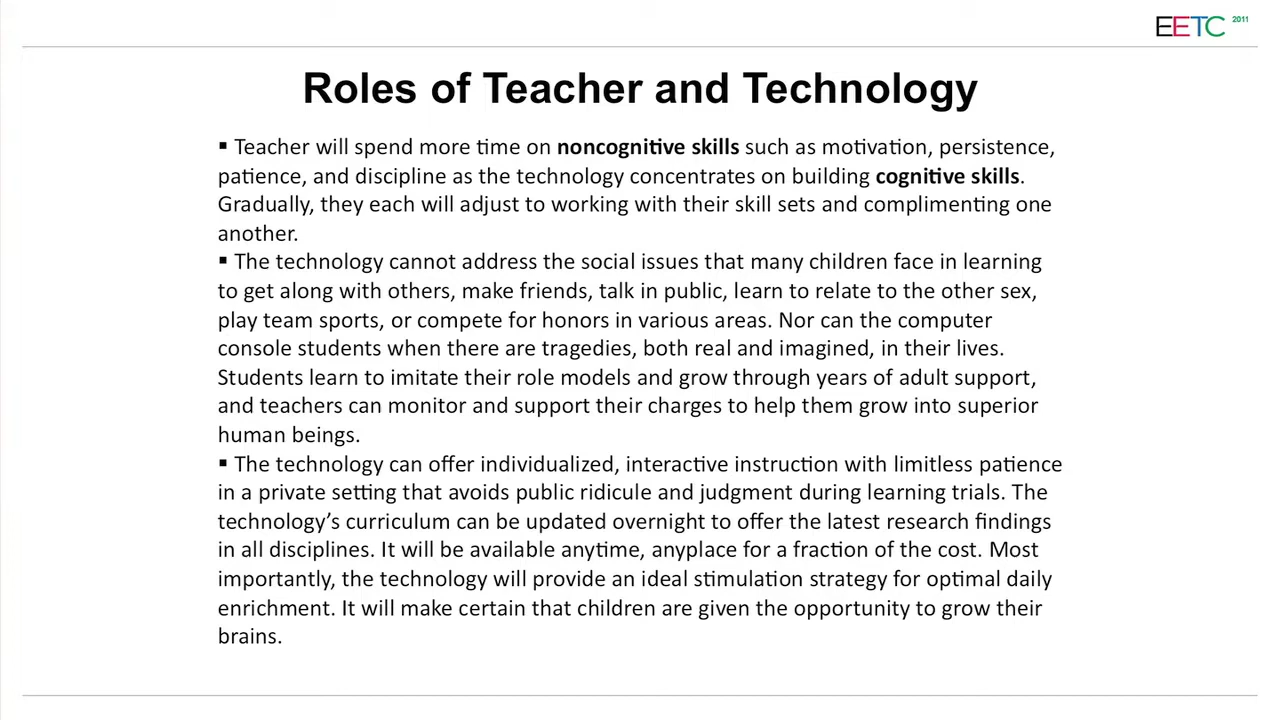 EETC 2011
Roles of Teacher and Technology
▪ Teacher will spend more time on noncognitive skills such as motivation, persistence,
patience, and discipline as the technology concentrates on building cognitive skills.
Gradually, they each will adjust to working with their skill sets and complimenting one
another.
▪ The technology cannot address the social issues that many children face in learning
to get along with others, make friends, talk in public, learn to relate to the other sex,
play team sports, or compete for honors in various areas. Nor can the computer
console students when there are tragedies, both real and imagined, in their lives.
Students learn to imitate their role models and grow through years of adult support,
and teachers can monitor and support their charges to help them grow into superior
human beings.
▪ The technology can offer individualized, interactive instruction with limitless patience
in a private setting that avoids public ridicule and judgment during learning trials. The
technology’s curriculum can be updated overnight to offer the latest research findings
in all disciplines. It will be available anytime, anyplace for a fraction of the cost. Most
importantly, the technology will provide an ideal stimulation strategy for optimal daily
enrichment. It will make certain that children are given the opportunity to grow their
brains.